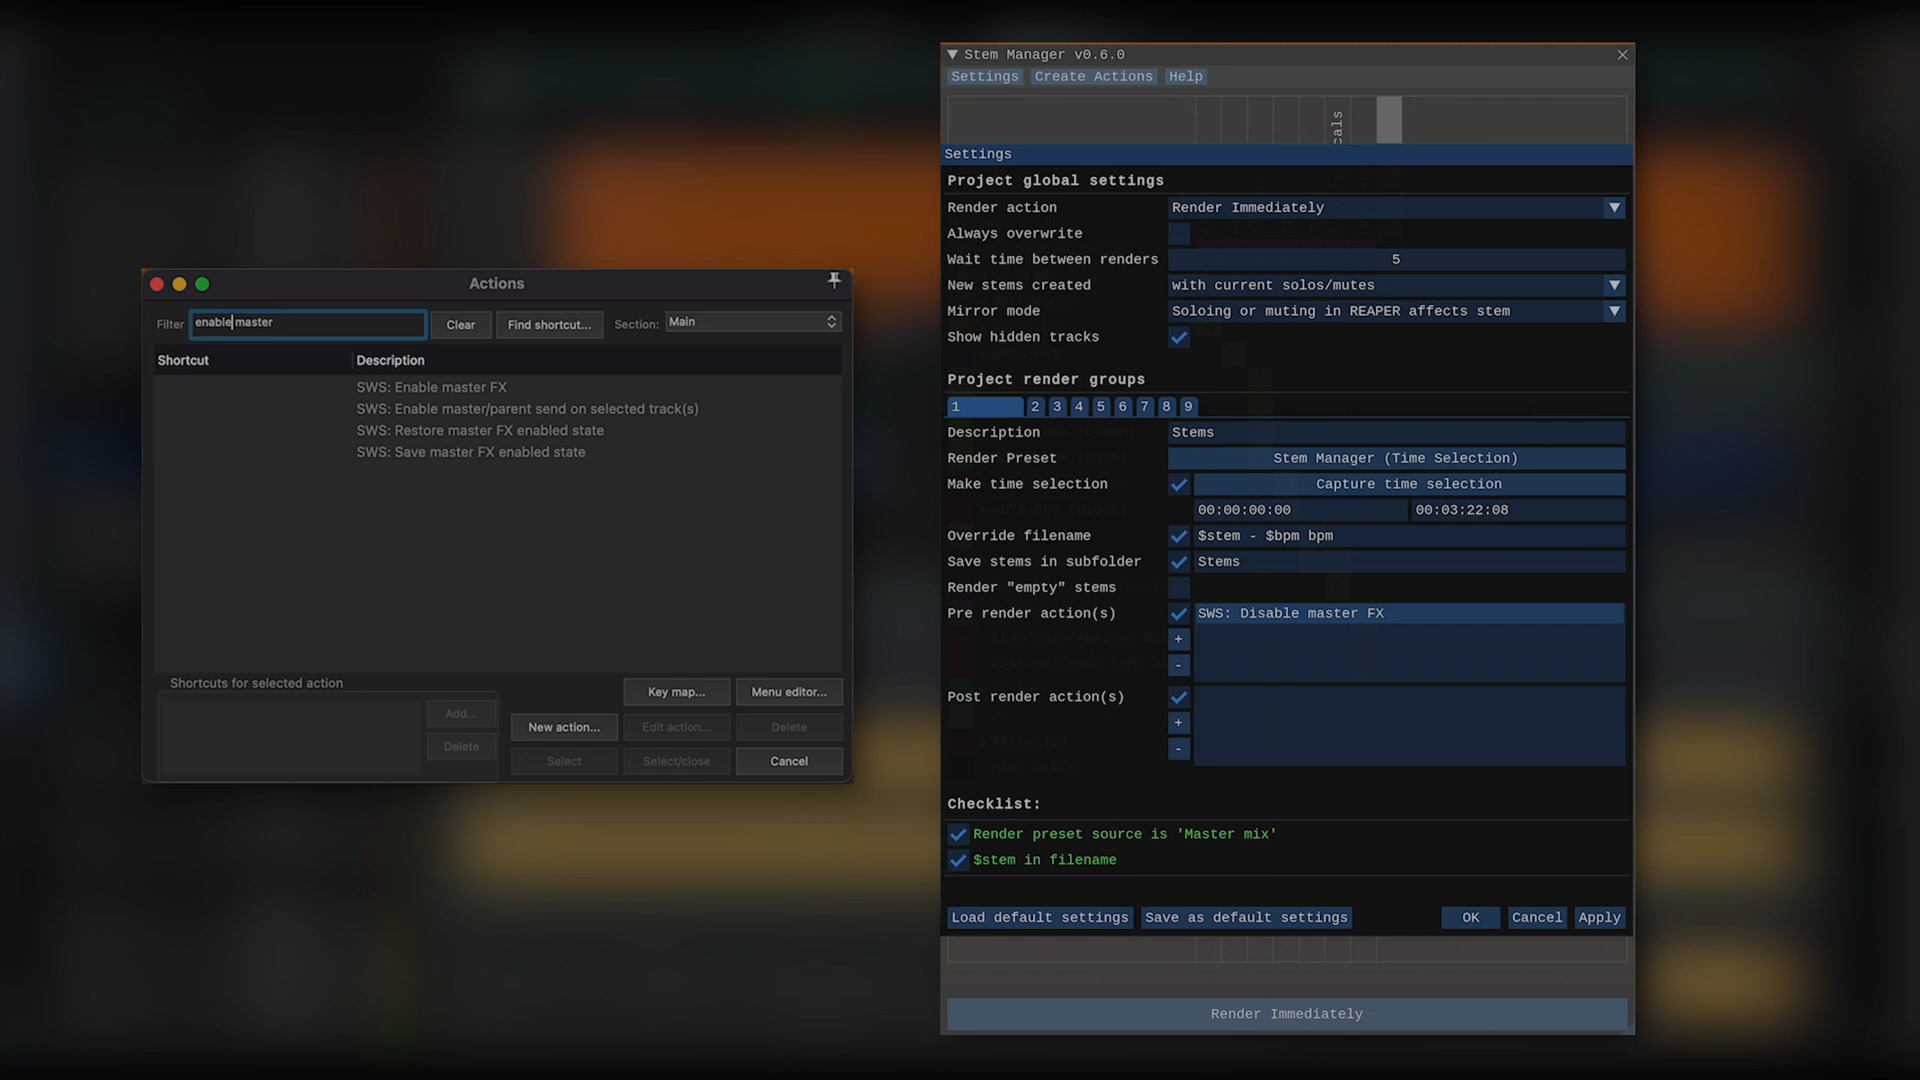 Actions
Filter
enable master
Clear
Find shortcut...
Section:
Main
Shortcut
Description
SWS: Enable master FX
SWS: Enable master/parent send on selected track(s)
SWS: Restore master FX enabled state
SWS: Save master FX enabled state
Shortcuts for selected action
Key map...
Menu editor...
Add...
New action...
Edit action...
Delete
Delete
Select
Select/close
Cancel
Stem Manager v0.6.0
Settings
Create Actions
Help
cals
Settings
Project global settings
Render action
Render Immediately
Always overwrite
Wait time between renders
5
New stems created
with current solos/mutes
Mirror mode
Soloing or muting in REAPER affects stem
Show hidden tracks
Project render groups
1 2 3 4 5 6 7 8 9
Description
Stems
Render Preset
Stem Manager (Time Selection)
Make time selection
Capture time selection
00:00:00:00
00:03:22:08
Override filename
$stem - $bpm bpm
Save stems in subfolder
Stems
Render "empty" stems
Pre render action(s)
SWS: Disable master FX
+
-
Post render action(s)
+
-
Checklist:
Render preset source is 'Master mix'
$stem in filename
Load default settings
Save as default settings
OK
Cancel
Apply
Render Immediately